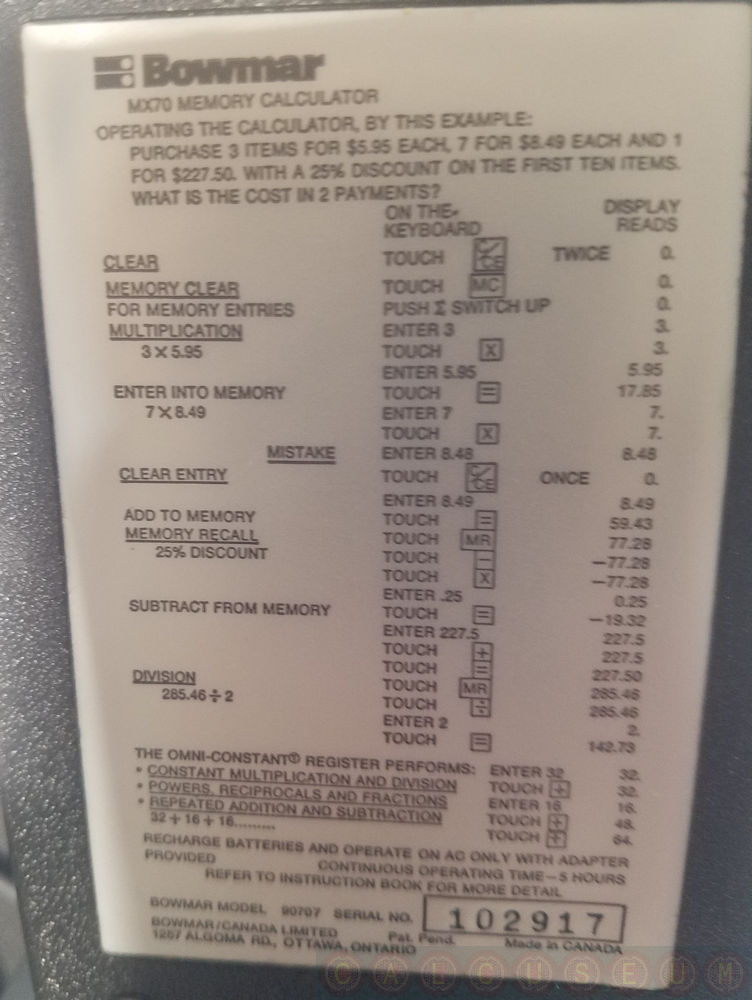 Bowmar
MX70 MEMORY CALCULATOR
OPERATING THE CALCULATOR, BY THIS EXAMPLE:
PURCHASE 3 ITEMS FOR $5.95 EACH, 7 FOR $8.49 EACH AND 1
FOR $227.50. WITH A 25% DISCOUNT ON THE FIRST TEN ITEMS.
WHAT IS THE COST IN 2 PAYMENTS?
ON THE DISPLAY
KEYBOARD READS
CLEAR TOUCH C/CE TWICE 0.
MEMORY CLEAR TOUCH MC 0.
FOR MEMORY ENTRIES PUSH Σ SWITCH UP 0.
MULTIPLICATION ENTER 3 3.
3 X 5.95 TOUCH X 3.
ENTER 5.95 5.95
ENTER INTO MEMORY TOUCH = 17.85
7 X 8.49 ENTER 7 7.
TOUCH X 7.
MISTAKE ENTER 8.48 8.48
CLEAR ENTRY TOUCH C/CE ONCE 0.
ENTER 8.49 8.49
ADD TO MEMORY TOUCH = 59.43
MEMORY RECALL TOUCH MR 77.28
25% DISCOUNT TOUCH — —77.28
TOUCH X —77.28
ENTER .25 0.25
SUBTRACT FROM MEMORY TOUCH = —19.32
ENTER 227.5 227.5
TOUCH + 227.5
TOUCH = 227.50
DIVISION TOUCH MR 285.46
285.46 ÷ 2 TOUCH ÷ 285.46
ENTER 2 2.
TOUCH = 142.73
THE OMNI-CONSTANT® REGISTER PERFORMS: ENTER 32 32.
• CONSTANT MULTIPLICATION AND DIVISION TOUCH + 32.
• POWERS, RECIPROCALS AND FRACTIONS ENTER 16 16.
• REPEATED ADDITION AND SUBTRACTION TOUCH + 48.
32 + 16 + 16......... TOUCH + 64.
RECHARGE BATTERIES AND OPERATE ON AC ONLY WITH ADAPTER
PROVIDED CONTINUOUS OPERATING TIME—5 HOURS
REFER TO INSTRUCTION BOOK FOR MORE DETAIL
BOWMAR MODEL 90707 SERIAL NO. 102917
BOWMAR/CANADA LIMITED Pat. Pend. Made in CANADA
1257 ALGOMA RD., OTTAWA, ONTARIO
CALCUSEUM